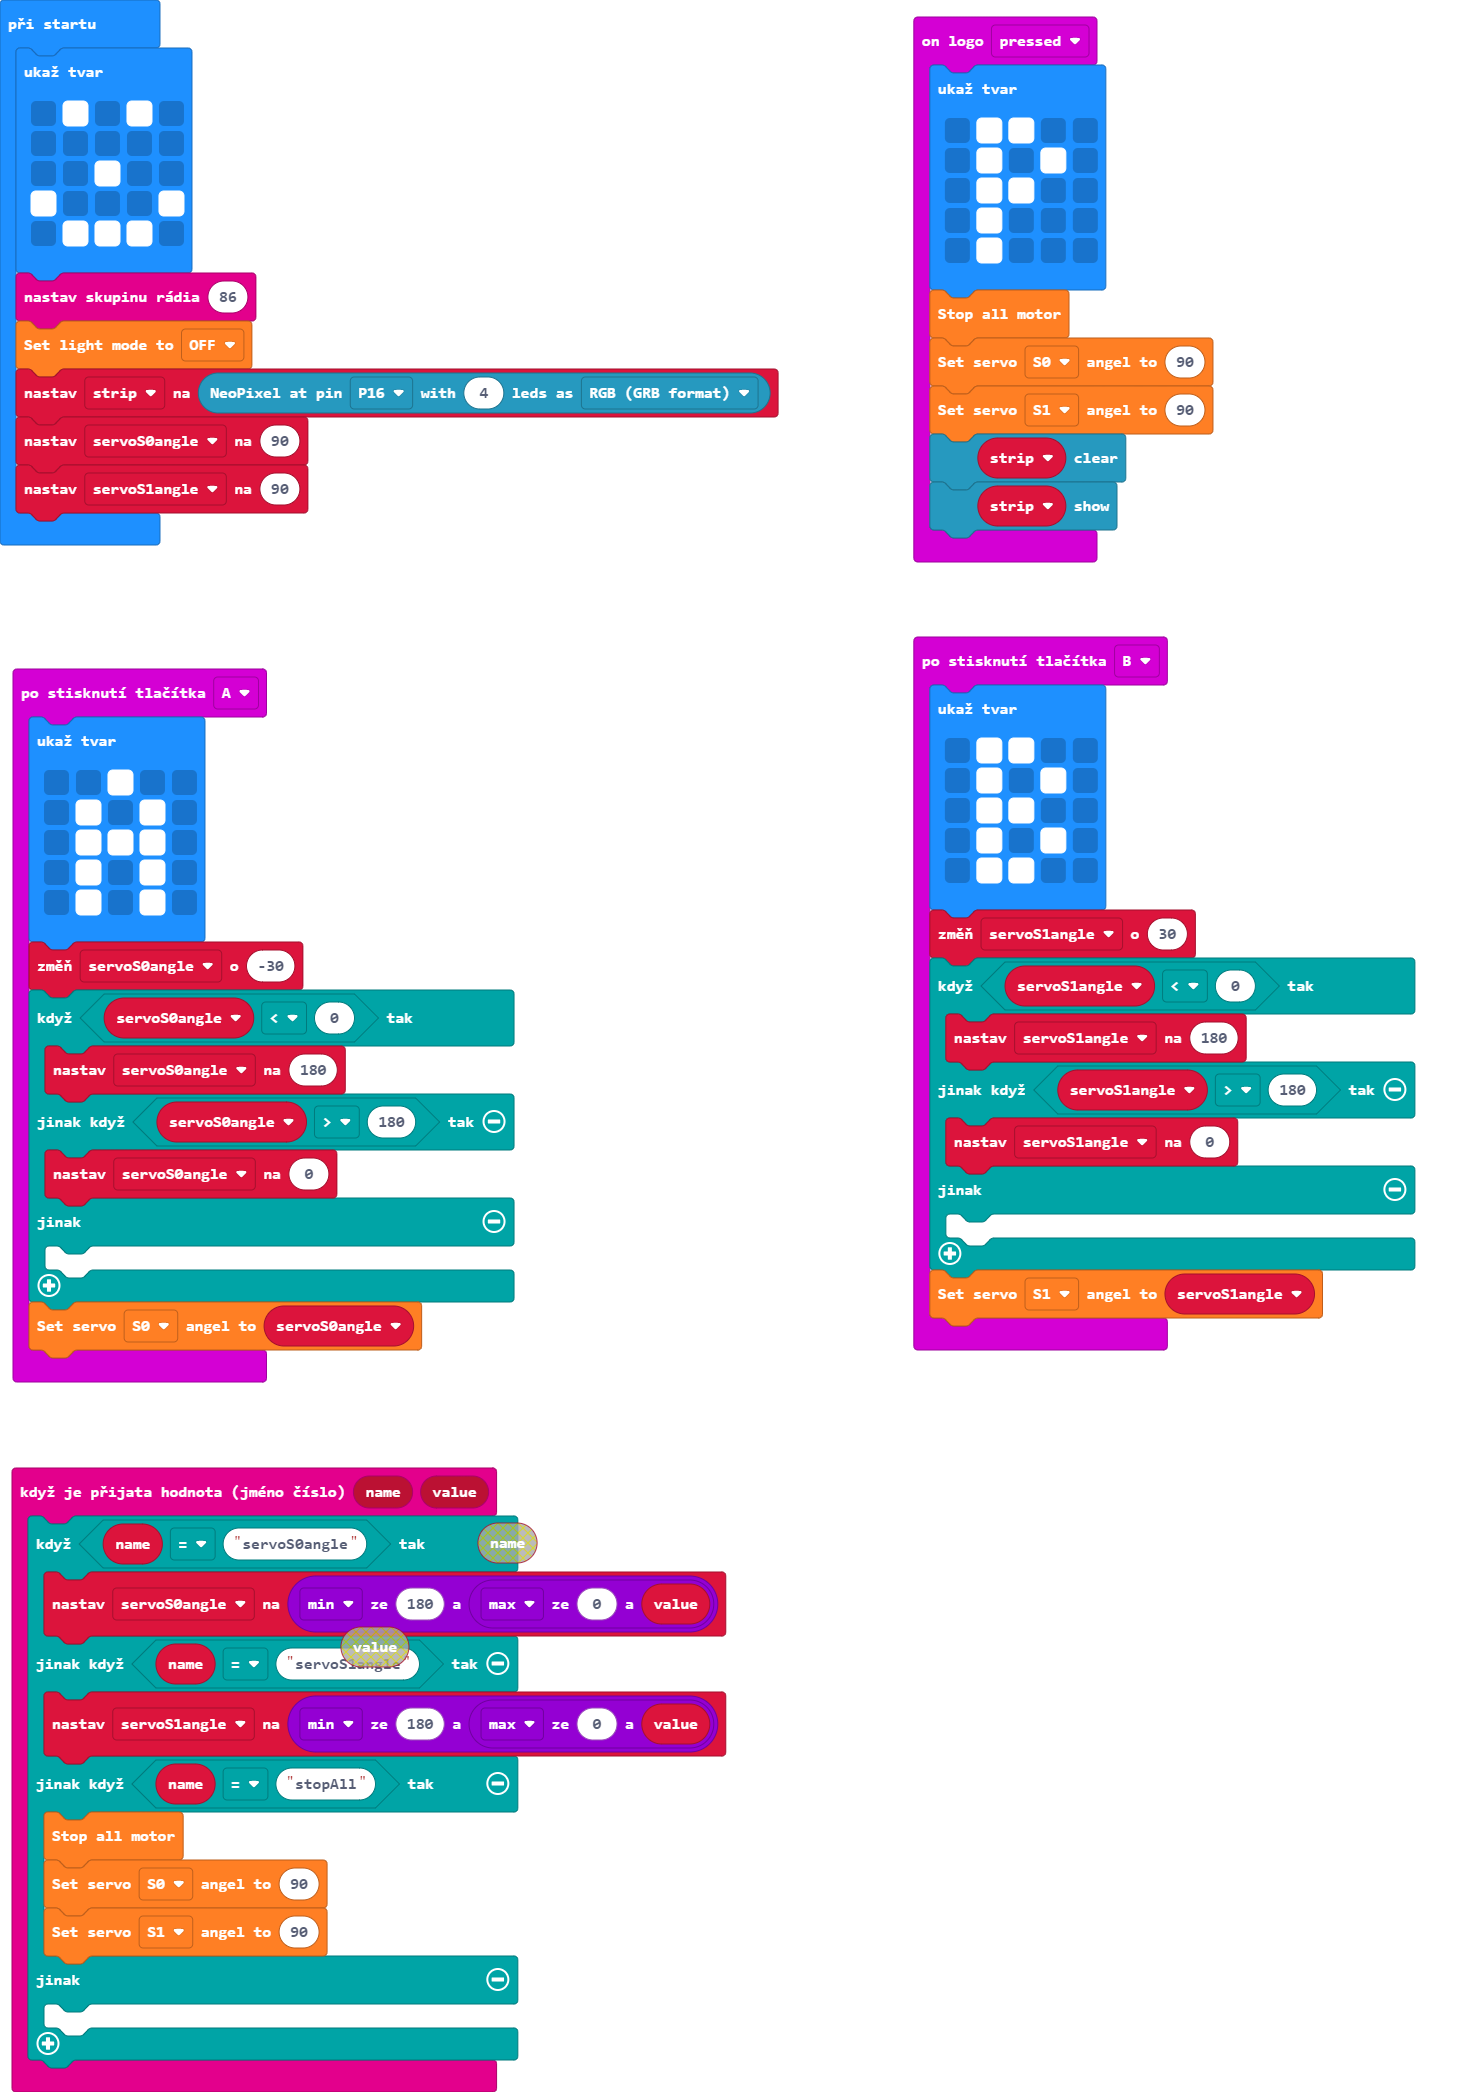 při startu
ukaž tvar
nastav skupinu rádia 86
Set light mode to OFF
nastav strip na NeoPixel at pin P16 with 4 leds as RGB (GRB format)
nastav servoS0angle na 90
nastav servoS1angle na 90
on logo pressed
ukaž tvar
Stop all motor
Set servo S0 angel to 90
Set servo S1 angel to 90
strip clear
strip show
po stisknutí tlačítka A
ukaž tvar
změň servoS0angle o -30
když servoS0angle < 0 tak
nastav servoS0angle na 180
jinak když servoS0angle > 180 tak
nastav servoS0angle na 0
jinak
Set servo S0 angel to servoS0angle
po stisknutí tlačítka B
ukaž tvar
změň servoS1angle o 30
když servoS1angle < 0 tak
nastav servoS1angle na 180
jinak když servoS1angle > 180 tak
nastav servoS1angle na 0
jinak
Set servo S1 angel to servoS1angle
když je přijata hodnota (jméno číslo) name value
když name = "servoS0angle" tak name
nastav servoS0angle na min ze 180 a max ze 0 a value
value
jinak když name = "servoS1angle" tak
nastav servoS1angle na min ze 180 a max ze 0 a value
jinak když name = "stopAll" tak
Stop all motor
Set servo S0 angel to 90
Set servo S1 angel to 90
jinak